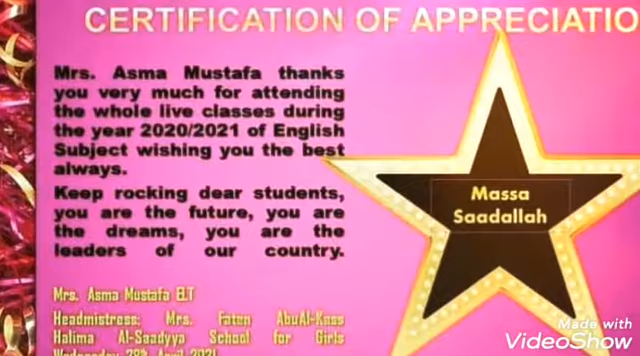 CERTIFICATION OF APPRECIATIO
Mrs. Asma Mustafa thanks
you very much for attending
the whole live classes during
the year 2020/2021 of English
Subject wishing you the best
always.
Keep rocking dear students,
you are the future, you are
the dreams, you are the
leaders of our country.
Massa
Saadallah
Mrs. Asma Mustafa ELT
Headmistress: Mrs. Faten AbuAl-Kass
Halima Al-Saadyya School for Girls
Wednesday 28th April 2021
Made with
VideoShow